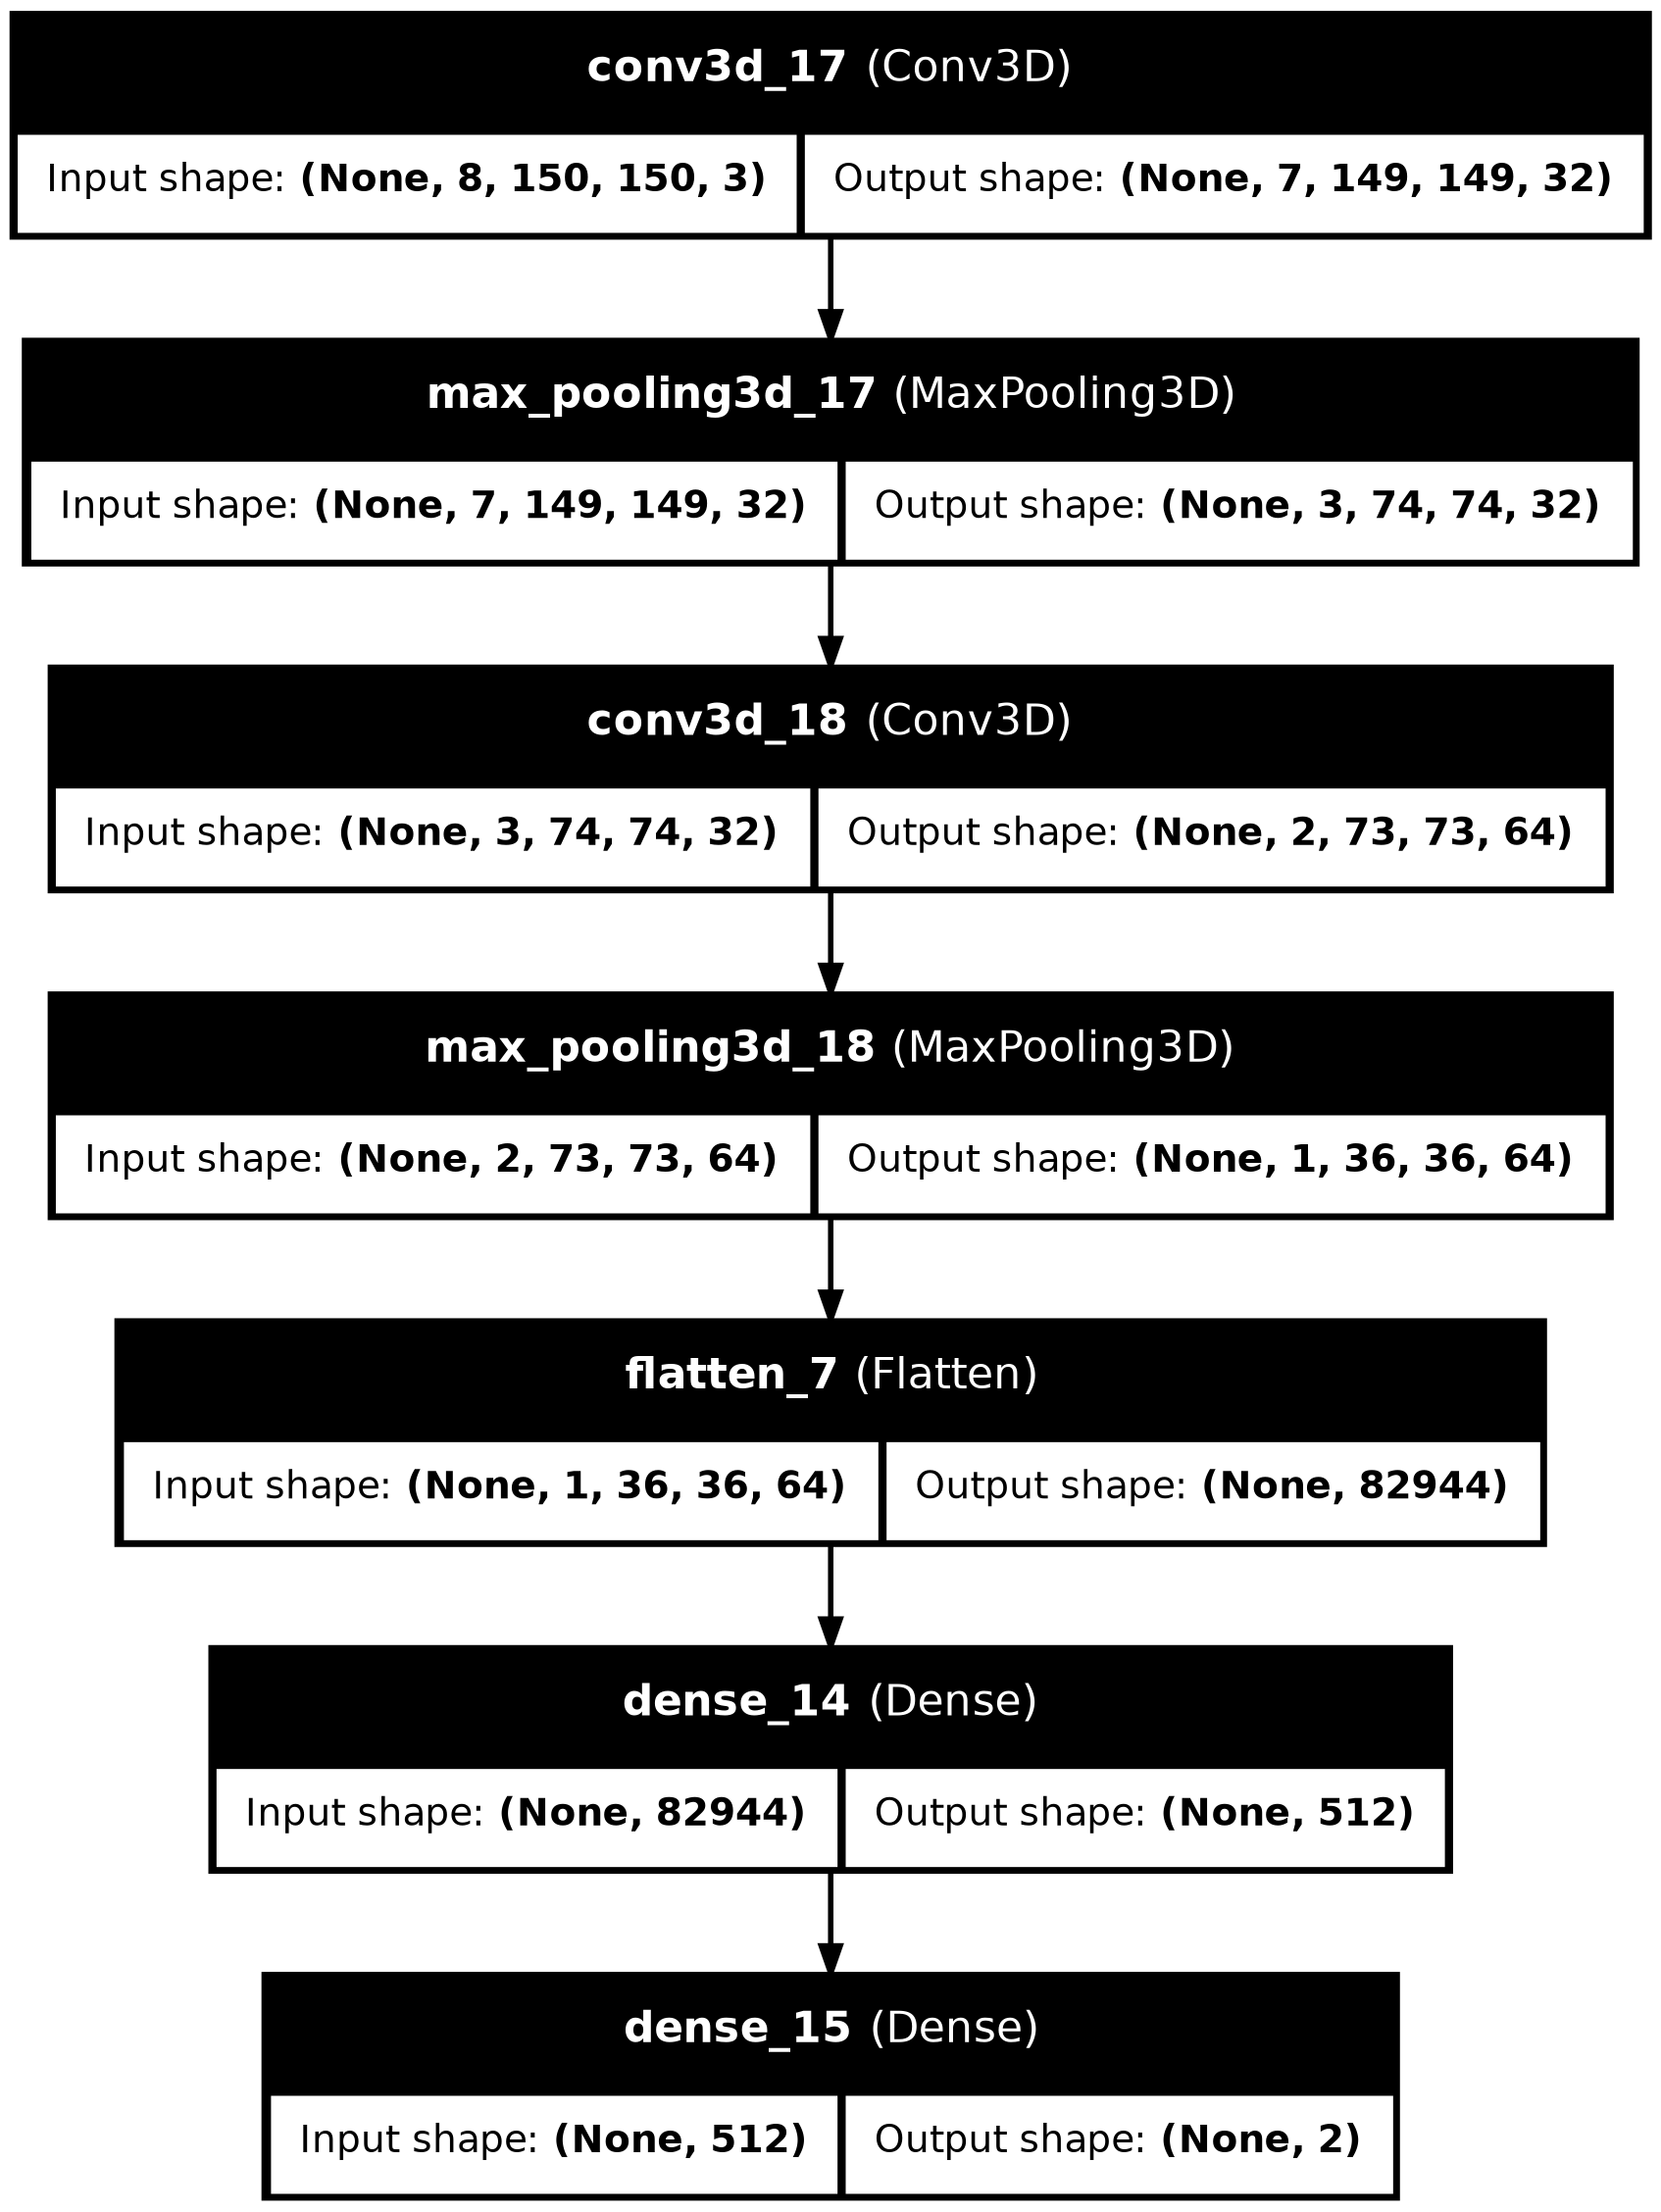 conv3d_17 (Conv3D)
Input shape: (None, 8, 150, 150, 3) Output shape: (None, 7, 149, 149, 32)
max_pooling3d_17 (MaxPooling3D)
Input shape: (None, 7, 149, 149, 32) Output shape: (None, 3, 74, 74, 32)
conv3d_18 (Conv3D)
Input shape: (None, 3, 74, 74, 32) Output shape: (None, 2, 73, 73, 64)
max_pooling3d_18 (MaxPooling3D)
Input shape: (None, 2, 73, 73, 64) Output shape: (None, 1, 36, 36, 64)
flatten_7 (Flatten)
Input shape: (None, 1, 36, 36, 64) Output shape: (None, 82944)
dense_14 (Dense)
Input shape: (None, 82944) Output shape: (None, 512)
dense_15 (Dense)
Input shape: (None, 512) Output shape: (None, 2)